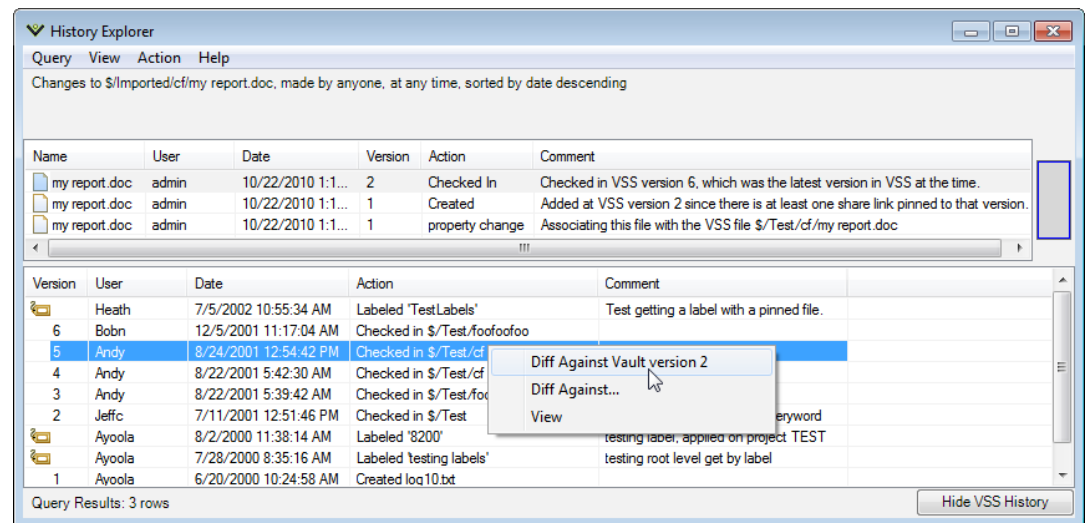 History Explorer
Query View Action Help
Changes to $/Imported/cf/my report.doc, made by anyone, at any time, sorted by date descending
Name User Date Version Action Comment
my report.doc admin 10/22/2010 1:1... 2 Checked In Checked in VSS version 6, which was the latest version in VSS at the time.
my report.doc admin 10/22/2010 1:1... 1 Created Added at VSS version 2 since there is at least one share link pinned to that version.
my report.doc admin 10/22/2010 1:1... 1 property change Associating this file with the VSS file $/Test/cf/my report.doc
Version User Date Action Comment
Heath 7/5/2002 10:55:34 AM Labeled 'TestLabels' Test getting a label with a pinned file.
6 Bobn 12/5/2001 11:17:04 AM Checked in $/Test/foofoofoo
5 Andy 8/24/2001 12:54:42 PM Checked in $/Test/cf
Diff Against Vault version 2
4 Andy 8/22/2001 5:42:30 AM Checked in $/Test/cf
Diff Against...
3 Andy 8/22/2001 5:39:42 AM Checked in
View
2 Jeffc 7/11/2001 12:51:46 PM Checked in $/Test eryword
Ayoola 8/2/2000 11:38:14 AM Labeled '8200' testing label, applied on project TEST
Ayoola 7/28/2000 8:35:16 AM Labeled 'testing labels' testing root level get by label
1 Ayoola 6/20/2000 10:24:58 AM Created log10.txt
Query Results: 3 rows Hide VSS History